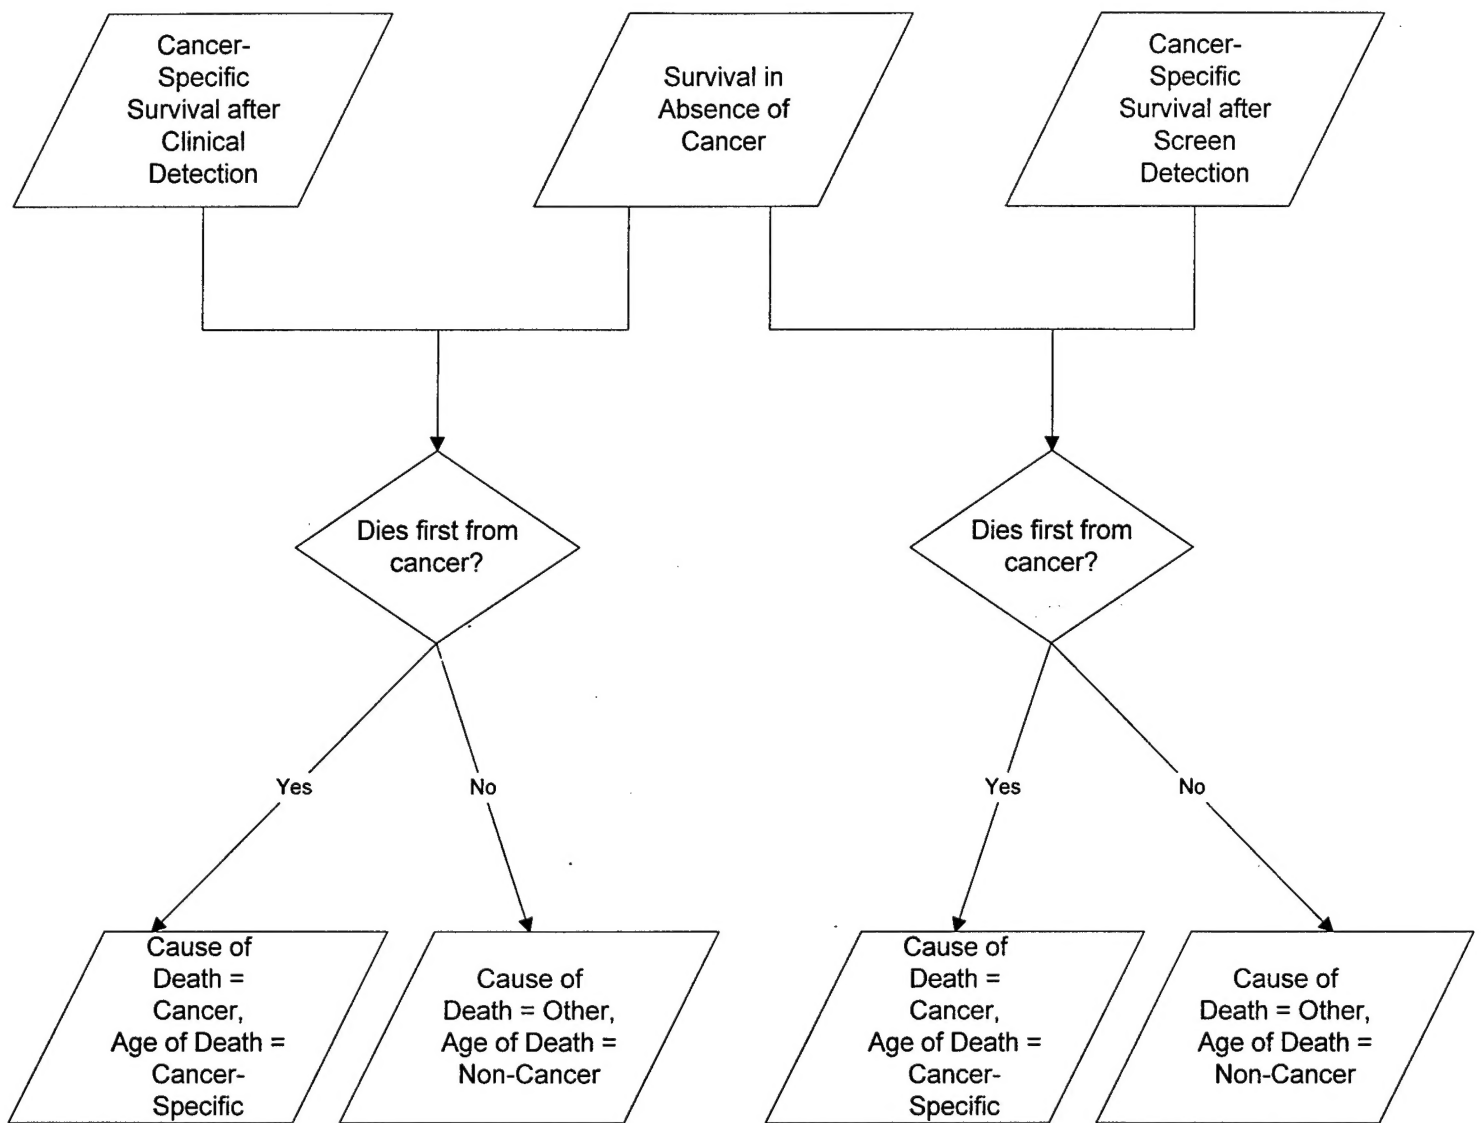 Cancer-
Specific
Survival after
Clinical
Detection
Survival in
Absence of
Cancer
Cancer-
Specific
Survival after
Screen
Detection
Dies first from
cancer?
Dies first from
cancer?
Yes
No
Yes
No
Cause of
Death =
Cancer,
Age of Death =
Cancer-
Specific
Cause of
Death = Other,
Age of Death =
Non-Cancer
Cause of
Death =
Cancer,
Age of Death =
Cancer-
Specific
Cause of
Death = Other,
Age of Death =
Non-Cancer